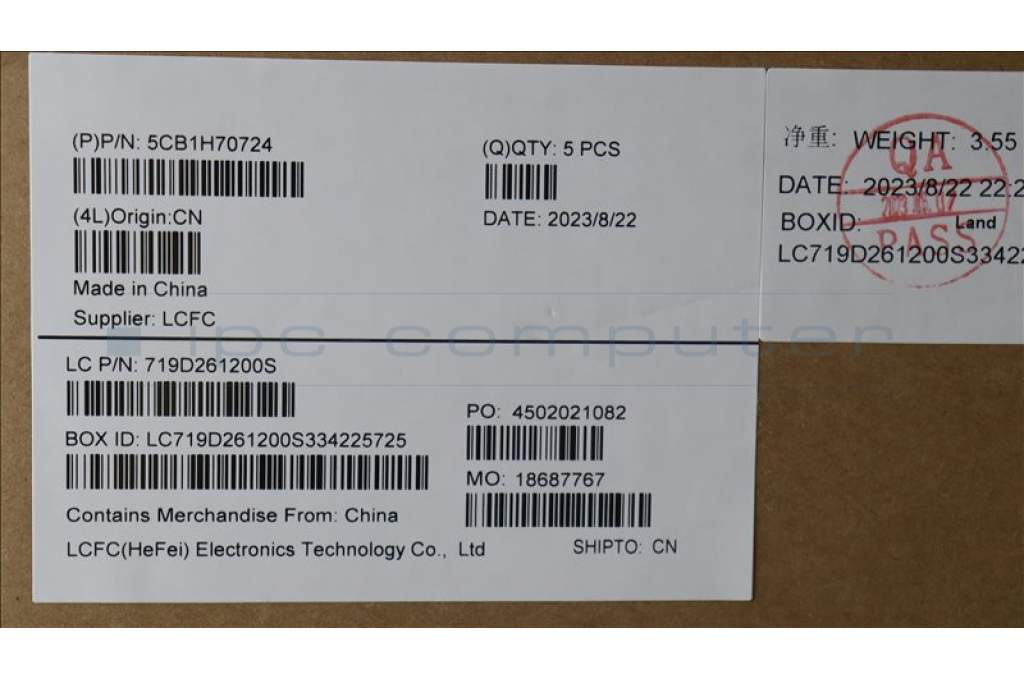 (P)P/N: 5CB1H70724
(Q)QTY: 5 PCS
(4L)Origin:CN
DATE: 2023/8/22
Made in China
Supplier: LCFC
LC P/N: 719D261200S
PO: 4502021082
BOX ID: LC719D261200S334225725
MO: 18687767
Contains Merchandise From: China
LCFC(HeFei) Electronics Technology Co., Ltd
SHIPTO: CN
净重: WEIGHT: 3.55
DATE: 2023/8/22 22:2
BOXID: Land
LC719D261200S33422
QA
PASS
ipc computer